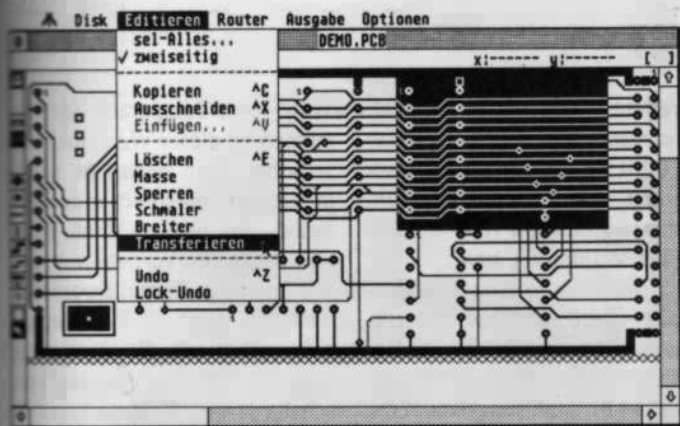 Disk Editieren Router Ausgabe Optionen
DEMO.PCB
x:------ y:------ [ ]
sel-Alles...
✓ zweiseitig
Kopieren ^C
Ausschneiden ^X
Einfügen... ^V
Löschen ^E
Masse
Sperren
Schmaler
Breiter
Transferieren
Undo ^Z
Lock-Undo